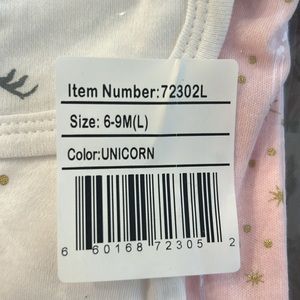 Item Number:72302L
Size: 6-9M(L)
Color:UNICORN
6 60168 72305 2